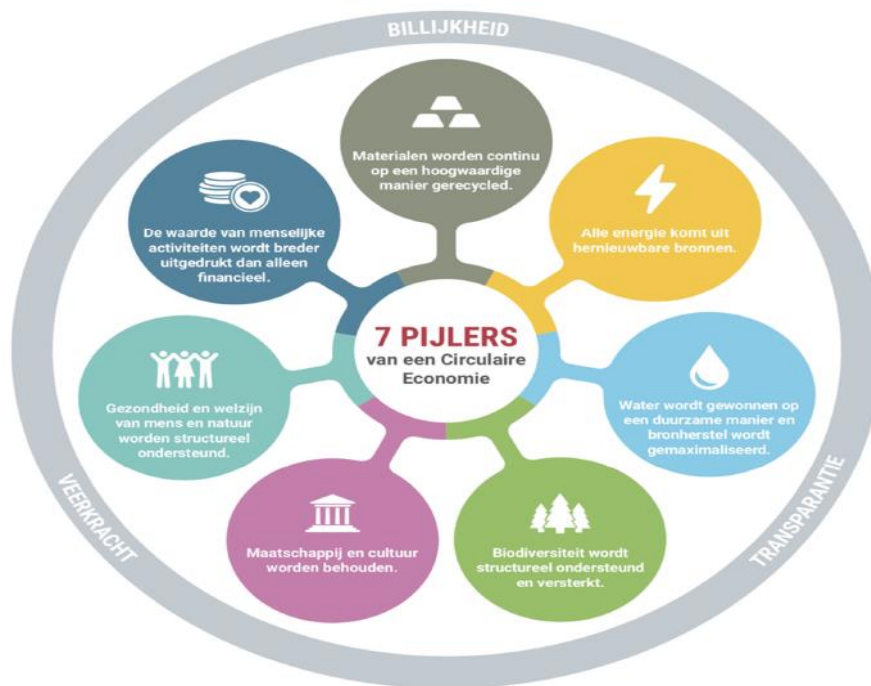 BILLIJKHEID
Materialen worden continu
op een hoogwaardige
manier gerecycled.
Alle energie komt uit
hernieuwbare bronnen.
Water wordt gewonnen op
een duurzame manier en
bronherstel wordt
gemaximaliseerd.
Biodiversiteit wordt
structureel ondersteund
en versterkt.
Maatschappij en cultuur
worden behouden.
Gezondheid en welzijn
van mens en natuur
worden structureel
ondersteund.
De waarde van menselijke
activiteiten wordt breder
uitgedrukt dan alleen
financieel.
7 PIJLERS
van een Circulaire
Economie
TRANSPARANTIE
VEERKRACHT